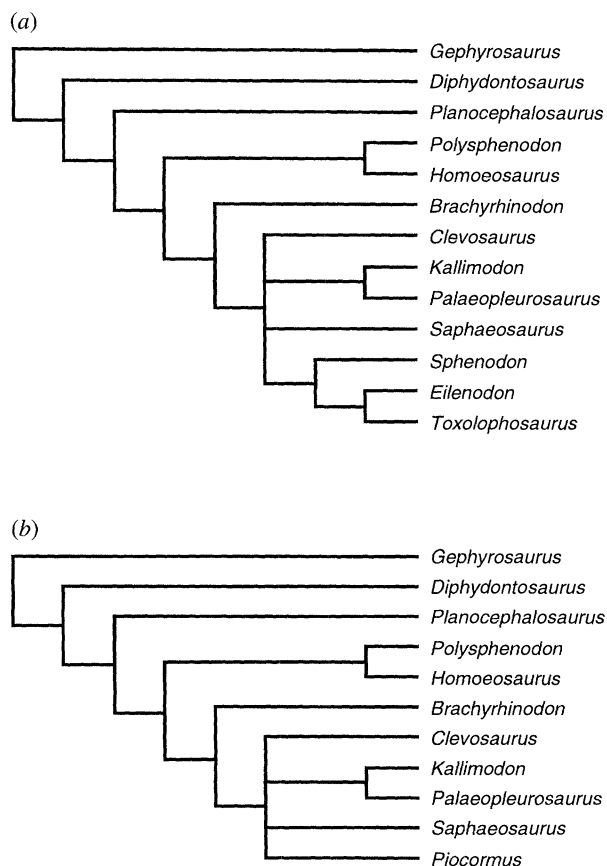 (a)
Gephyrosaurus
Diphydontosaurus
Planocephalosaurus
Polysphenodon
Homoeosaurus
Brachyrhinodon
Clevosaurus
Kallimodon
Palaeopleurosaurus
Saphaeosaurus
Sphenodon
Eilenodon
Toxolophosaurus
(b)
Gephyrosaurus
Diphydontosaurus
Planocephalosaurus
Polysphenodon
Homoeosaurus
Brachyrhinodon
Clevosaurus
Kallimodon
Palaeopleurosaurus
Saphaeosaurus
Piocormus